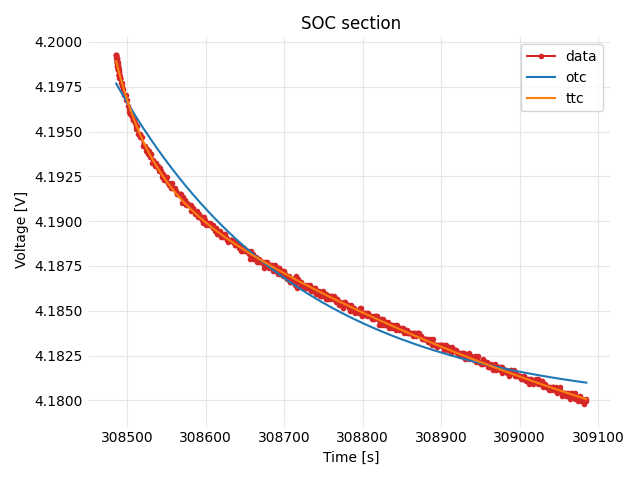 SOC section
4.2000
4.1975
4.1950
4.1925
4.1900
4.1875
4.1850
4.1825
4.1800
Voltage [V]
data
otc
ttc
308500 308600 308700 308800 308900 309000 309100
Time [s]